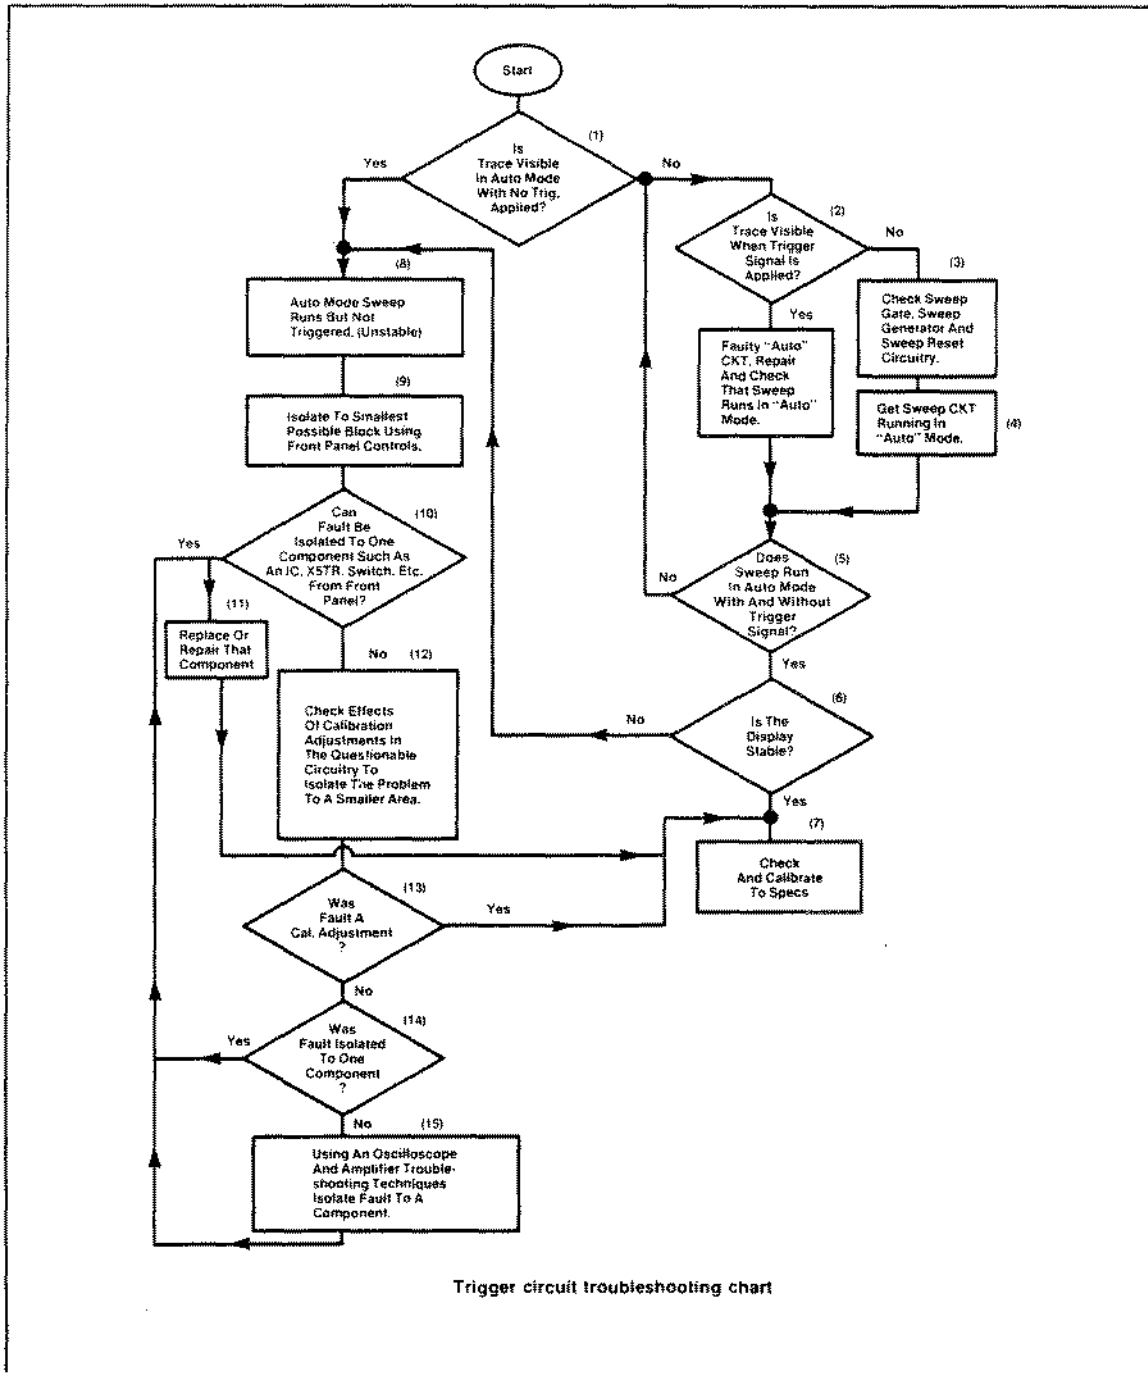 Start
(1)
Is
Trace Visible
In Auto Mode
With No Trig.
Applied?
Yes
No
(2)
Is
Trace Visible
When Trigger
Signal Is
Applied?
No
Yes
(3)
Check Sweep
Gate, Sweep
Generator And
Sweep Reset
Circuitry.
Faulty "Auto"
CKT, Repair
And Check
That Sweep
Runs In "Auto"
Mode.
Get Sweep CKT
Running In
"Auto" Mode.
(4)
(8)
Auto Mode Sweep
Runs But Not
Triggered. (Unstable)
(9)
Isolate To Smallest
Possible Block Using
Front Panel Controls.
(10)
Can
Fault Be
Isolated To One
Component Such As
An IC, XSTR, Switch, Etc.
From Front
Panel?
Yes
No
(5)
Does
Sweep Run
In Auto Mode
With And Without
Trigger
Signal?
No
Yes
(11)
Replace Or
Repair That
Component
(12)
Check Effects
Of Calibration
Adjustments In
The Questionable
Circuitry To
Isolate The Problem
To A Smaller Area.
(6)
Is The
Display
Stable?
No
Yes
(7)
Check
And Calibrate
To Specs
(13)
Was
Fault A
Cal. Adjustment
?
Yes
No
(14)
Was
Fault Isolated
To One
Component
?
Yes
No
(15)
Using An Oscilloscope
And Amplifier Trouble-
shooting Techniques
Isolate Fault To A
Component.
Trigger circuit troubleshooting chart